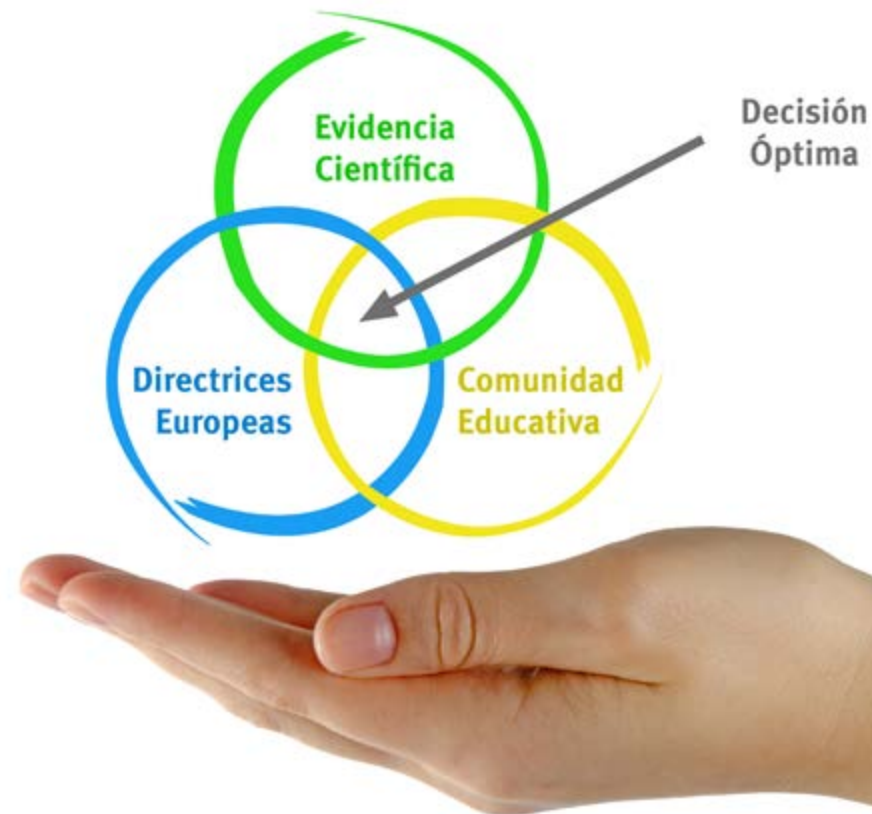 Evidencia
Científica
Decisión
Óptima
Directrices
Europeas
Comunidad
Educativa